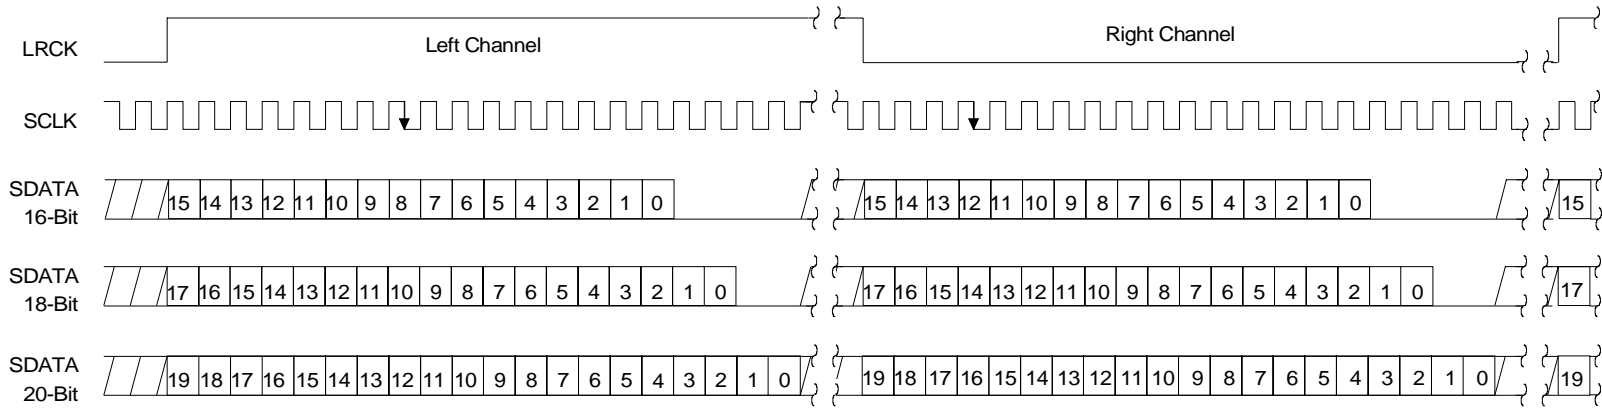 LRCK Left Channel Right Channel
SCLK
SDATA
16-Bit
15 14 13 12 11 10 9 8 7 6 5 4 3 2 1 0 15 14 13 12 11 10 9 8 7 6 5 4 3 2 1 0 15
SDATA
18-Bit
17 16 15 14 13 12 11 10 9 8 7 6 5 4 3 2 1 0 17 16 15 14 13 12 11 10 9 8 7 6 5 4 3 2 1 0 17
SDATA
20-Bit
19 18 17 16 15 14 13 12 11 10 9 8 7 6 5 4 3 2 1 0 19 18 17 16 15 14 13 12 11 10 9 8 7 6 5 4 3 2 1 0 19